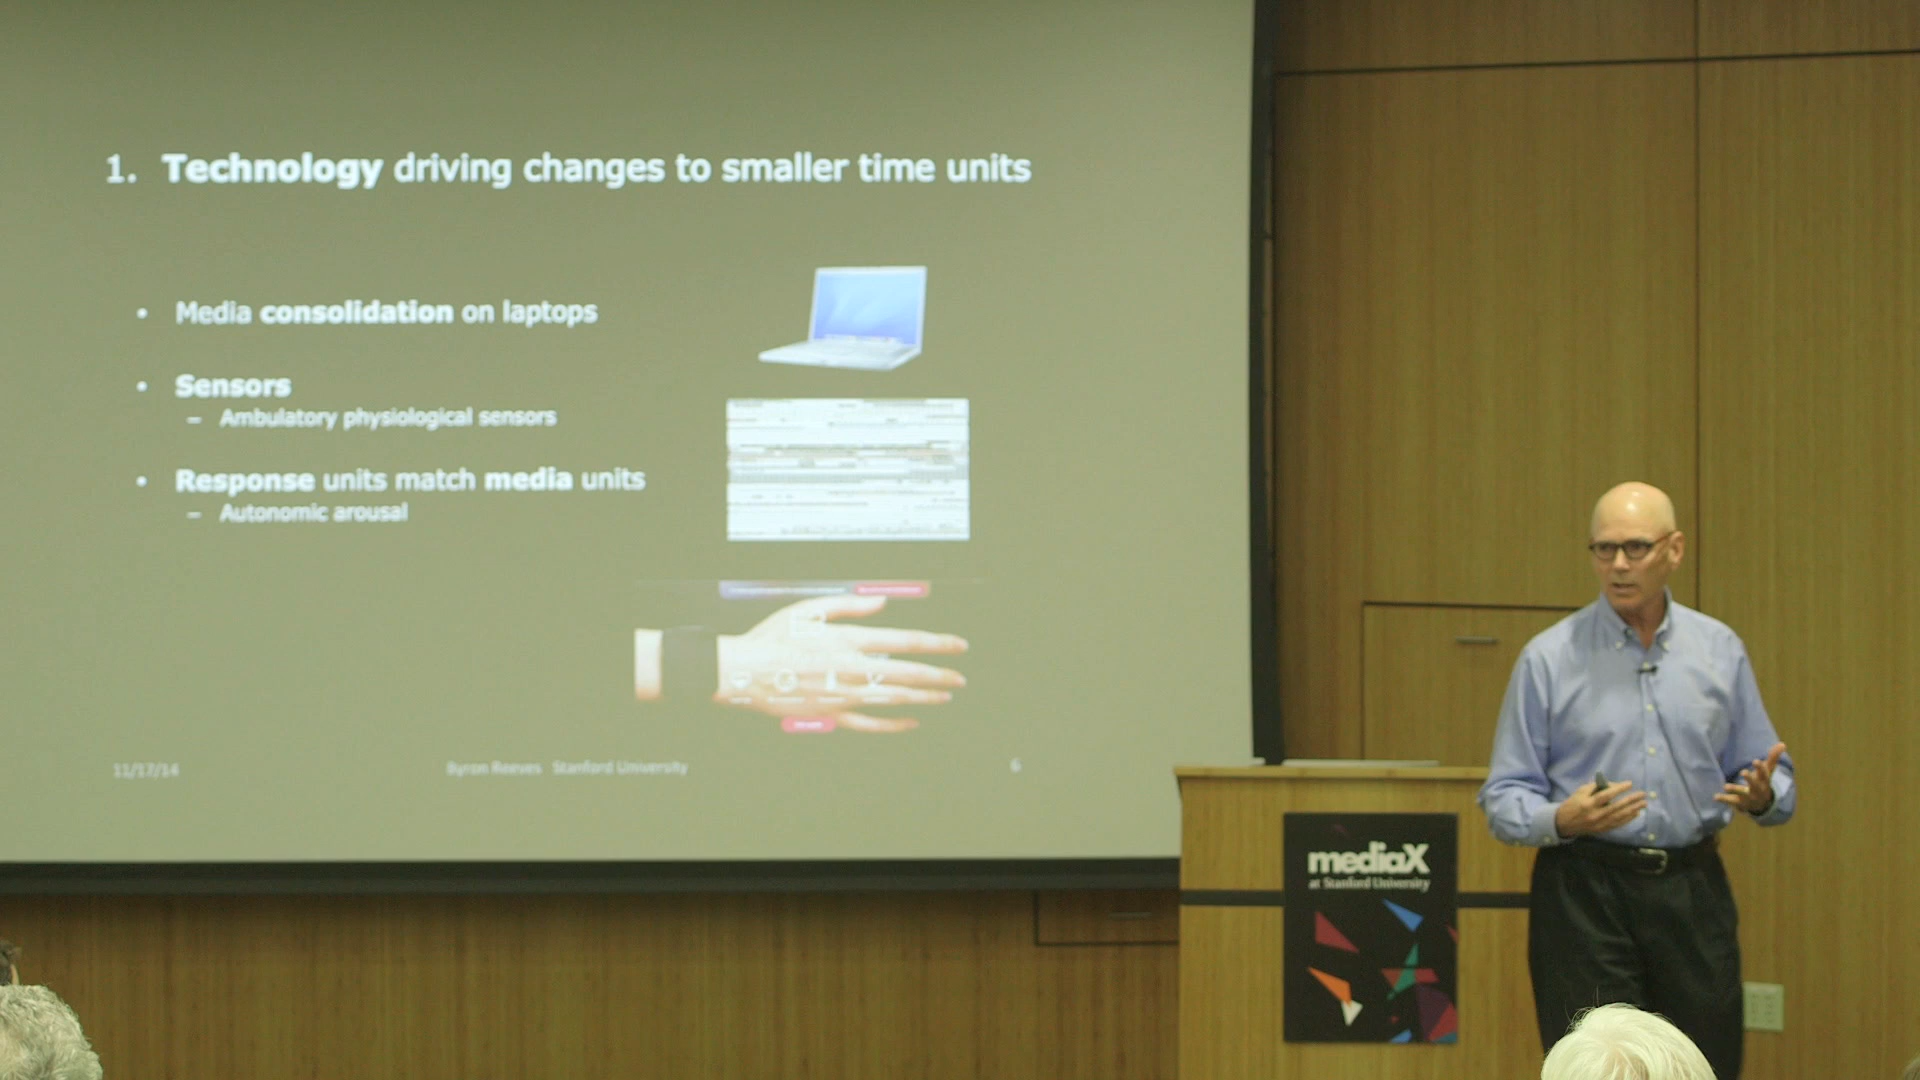 1. Technology driving changes to smaller time units
• Media consolidation on laptops
• Sensors
– Ambulatory physiological sensors
• Response units match media units
– Autonomic arousal
11/17/14 Byron Reeves Stanford University 6
mediaX
at Stanford University